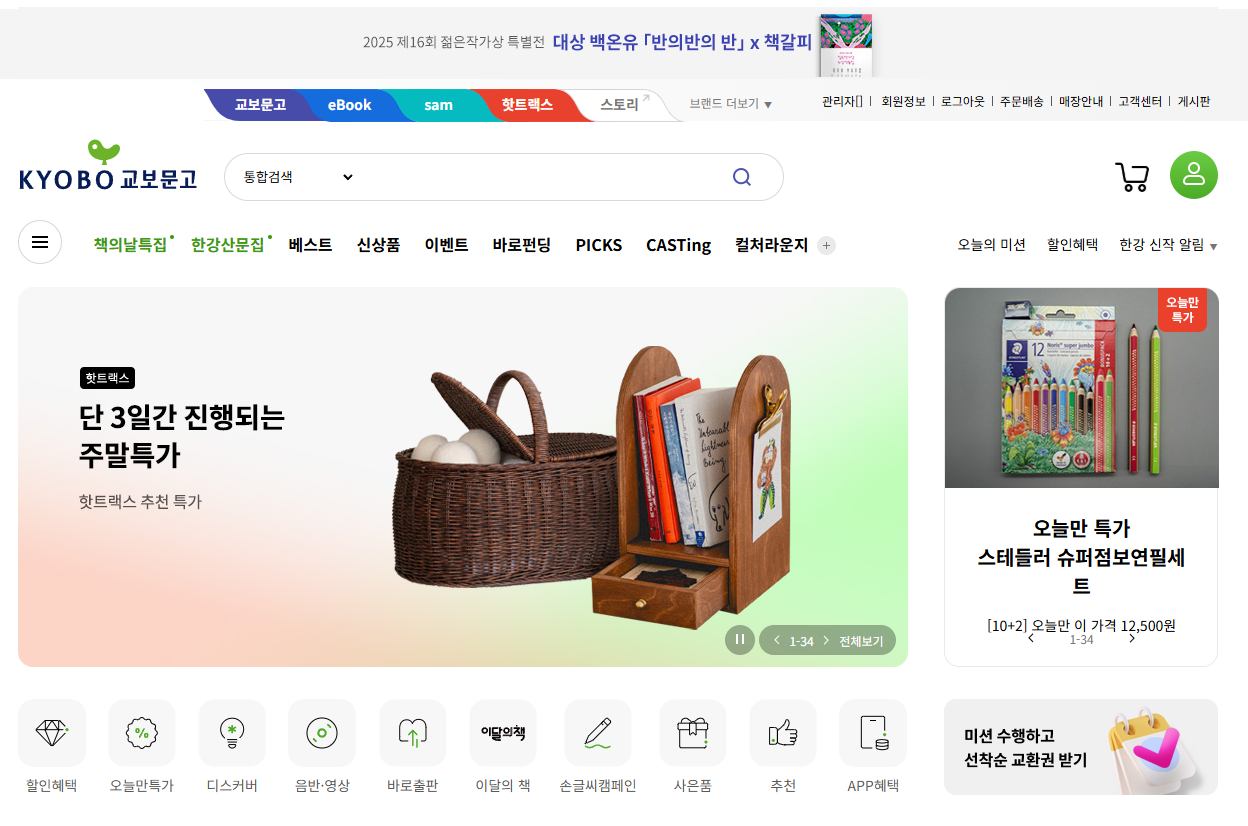 2025 제16회 젊은작가상 특별전 대상 백온유 「반의반의 반」 x 책갈피
교보문고 eBook sam 핫트랙스 스토리 브랜드 더보기 ▼
관리자[] | 회원정보 | 로그아웃 | 주문배송 | 매장안내 | 고객센터 | 게시판
KYOBO 교보문고
통합검색
책의날특집 한강산문집 베스트 신상품 이벤트 바로펀딩 PICKS CASTing 컬처라운지 +
오늘의 미션 할인혜택 한강 신작 알림 ▼
핫트랙스
단 3일간 진행되는
주말특가
핫트랙스 추천 특가
The
Unbearable
Lightness
Being
1-34 전체보기
오늘만
특가
STAEDTLER
12 Noris super jumbo
오늘만 특가
스테들러 슈퍼점보연필세
트
[10+2] 오늘만 이 가격 12,500원
1-34
이달의책
할인혜택 오늘만특가 디스커버 음반·영상 바로출판 이달의 책 손글씨캠페인 사은품 추천 APP혜택
미션 수행하고
선착순 교환권 받기